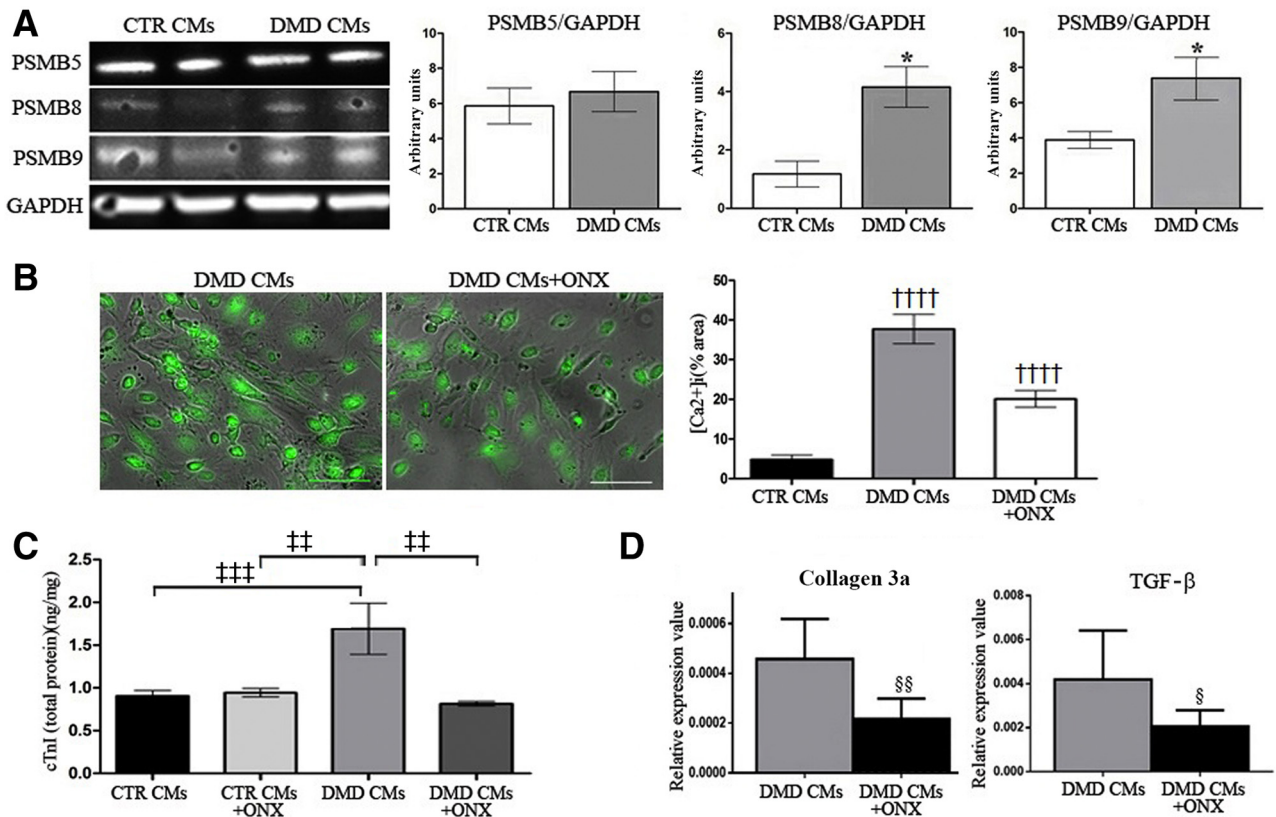 A
CTR CMs DMD CMs
PSMB5
PSMB8
PSMB9
GAPDH
PSMB5/GAPDH
Arbitrary units
10
8
6
4
2
0
CTR CMs DMD CMs
PSMB8/GAPDH
Arbitrary units
6
4
2
0
*
CTR CMs DMD CMs
PSMB9/GAPDH
Arbitrary units
10
8
6
4
2
0
*
CTR CMs DMD CMs
B
DMD CMs
DMD CMs+ONX
[Ca2+]i(% area)
50
40
30
20
10
0
††††
††††
CTR CMs DMD CMs DMD CMs
+ONX
C
cTnI (total protein)(ng/mg)
2.5
2.0
1.5
1.0
0.5
0.0
‡‡ ‡‡
‡‡‡
CTR CMs CTR CMs DMD CMs DMD CMs
+ONX +ONX
D
Collagen 3a
Relative expression value
0.0006
0.0004
0.0002
0.0000
§§
DMD CMs DMD CMs
+ONX
TGF-β
Relative expression value
0.008
0.006
0.004
0.002
0.000
§
DMD CMs DMD CMs
+ONX